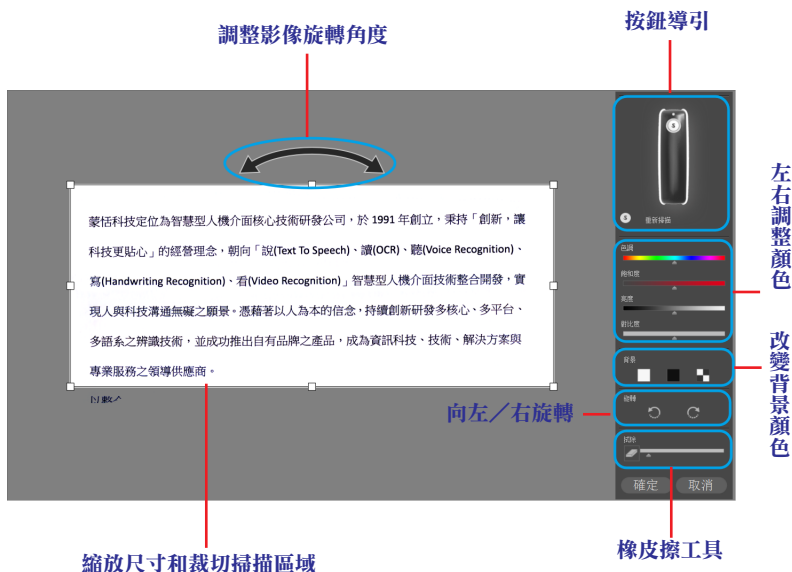 調整影像旋轉角度
按鈕導引
蒙恬科技定位為智慧型人機介面核心技術研發公司，於 1991 年創立，秉持「創新，讓
科技更貼心」的經營理念，朝向「說(Text To Speech)、讀(OCR)、聽(Voice Recognition)、
寫(Handwriting Recognition)、看(Video Recognition)」智慧型人機介面技術整合開發，實
現人與科技溝通無礙之願景。憑藉著以人為本的信念，持續創新研發多核心、多平台、
多語系之辨識技術，並成功推出自有品牌之產品，成為資訊科技、技術、解決方案與
專業服務之領導供應商。
S
S 重新掃描
色調
飽和度
亮度
對比度
左右調整顏色
背景
改變背景顏色
旋轉
向左／右旋轉
拭除
確定 取消
縮放尺寸和裁切掃描區域
橡皮擦工具